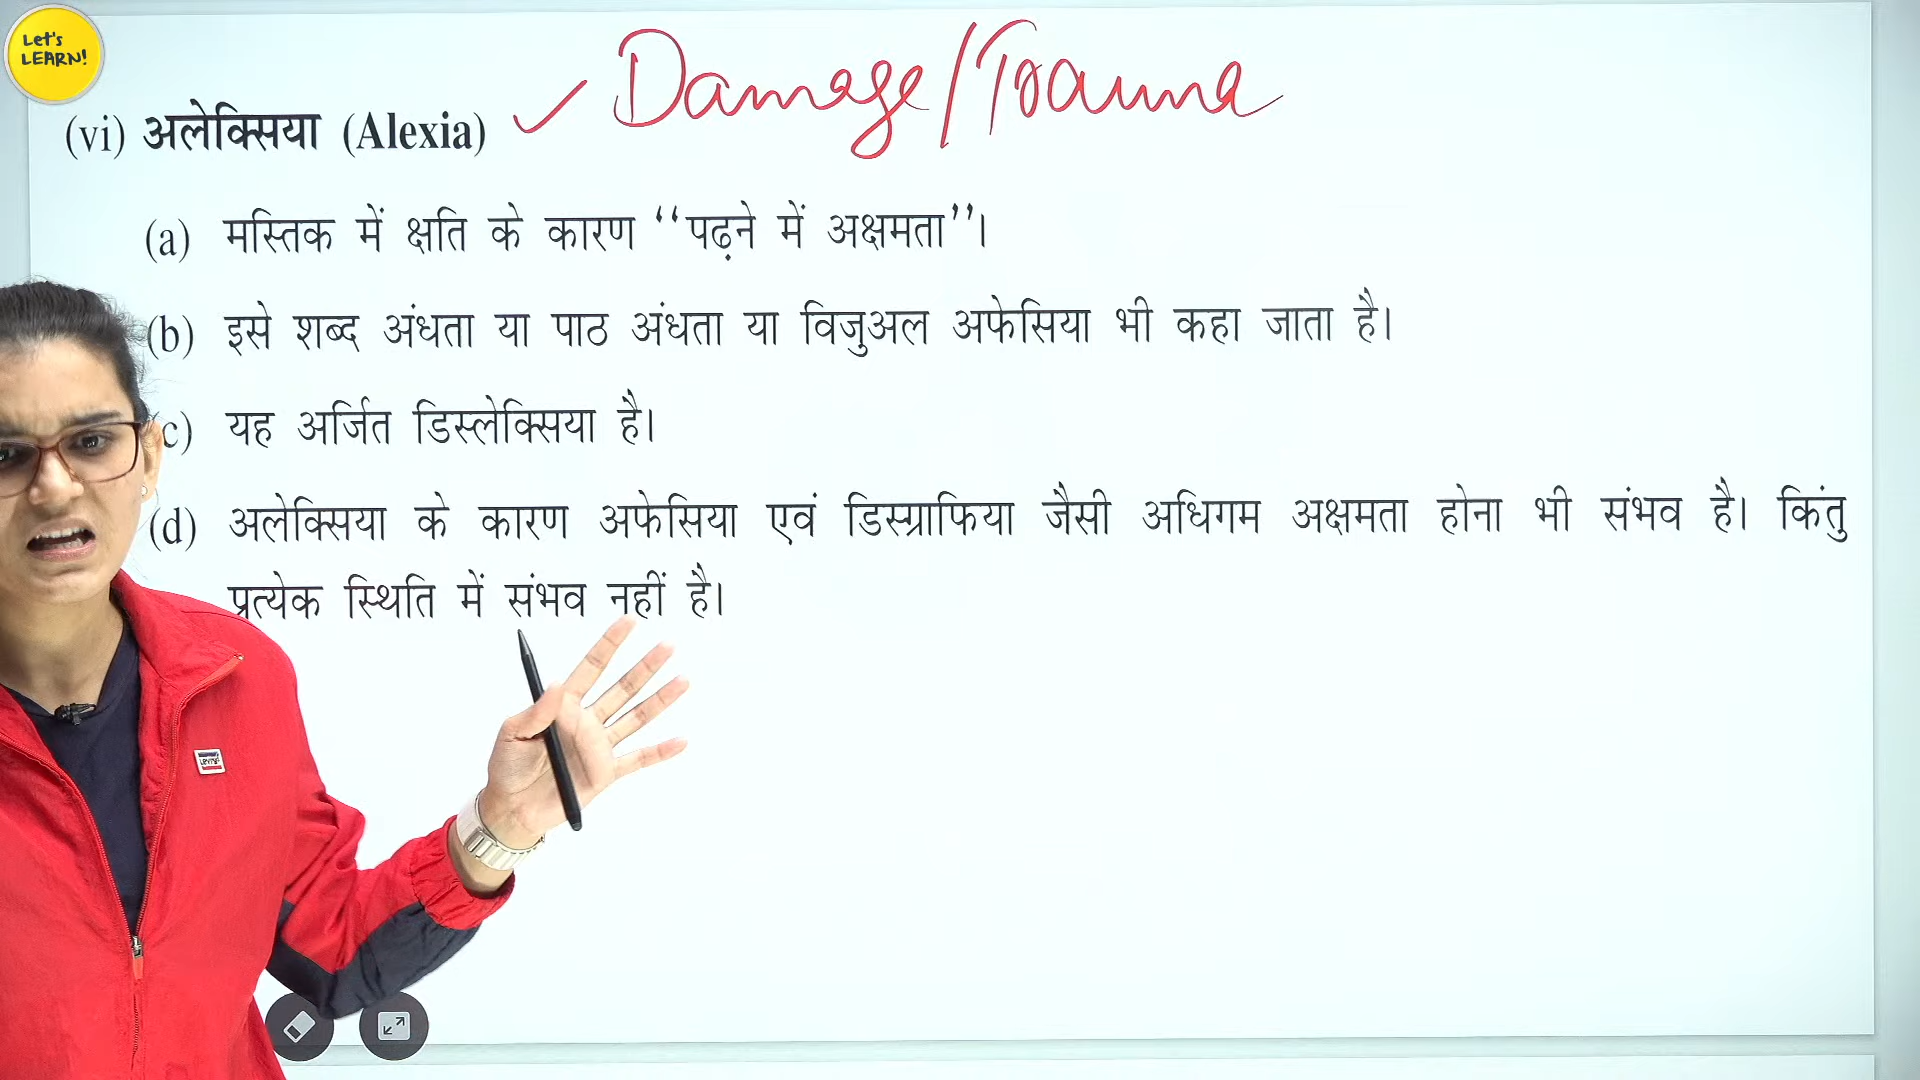 Let's
LEARN!
Damage/Trauma
(vi) अलेक्सिया (Alexia)
(a) मस्तिक में क्षति के कारण “पढ़ने में अक्षमता”।
(b) इसे शब्द अंधता या पाठ अंधता या विजुअल अफेसिया भी कहा जाता है।
c) यह अर्जित डिस्लेक्सिया है।
(d) अलेक्सिया के कारण अफेसिया एवं डिस्ग्राफिया जैसी अधिगम अक्षमता होना भी संभव है। किंतु
प्रत्येक स्थिति में संभव नहीं है।